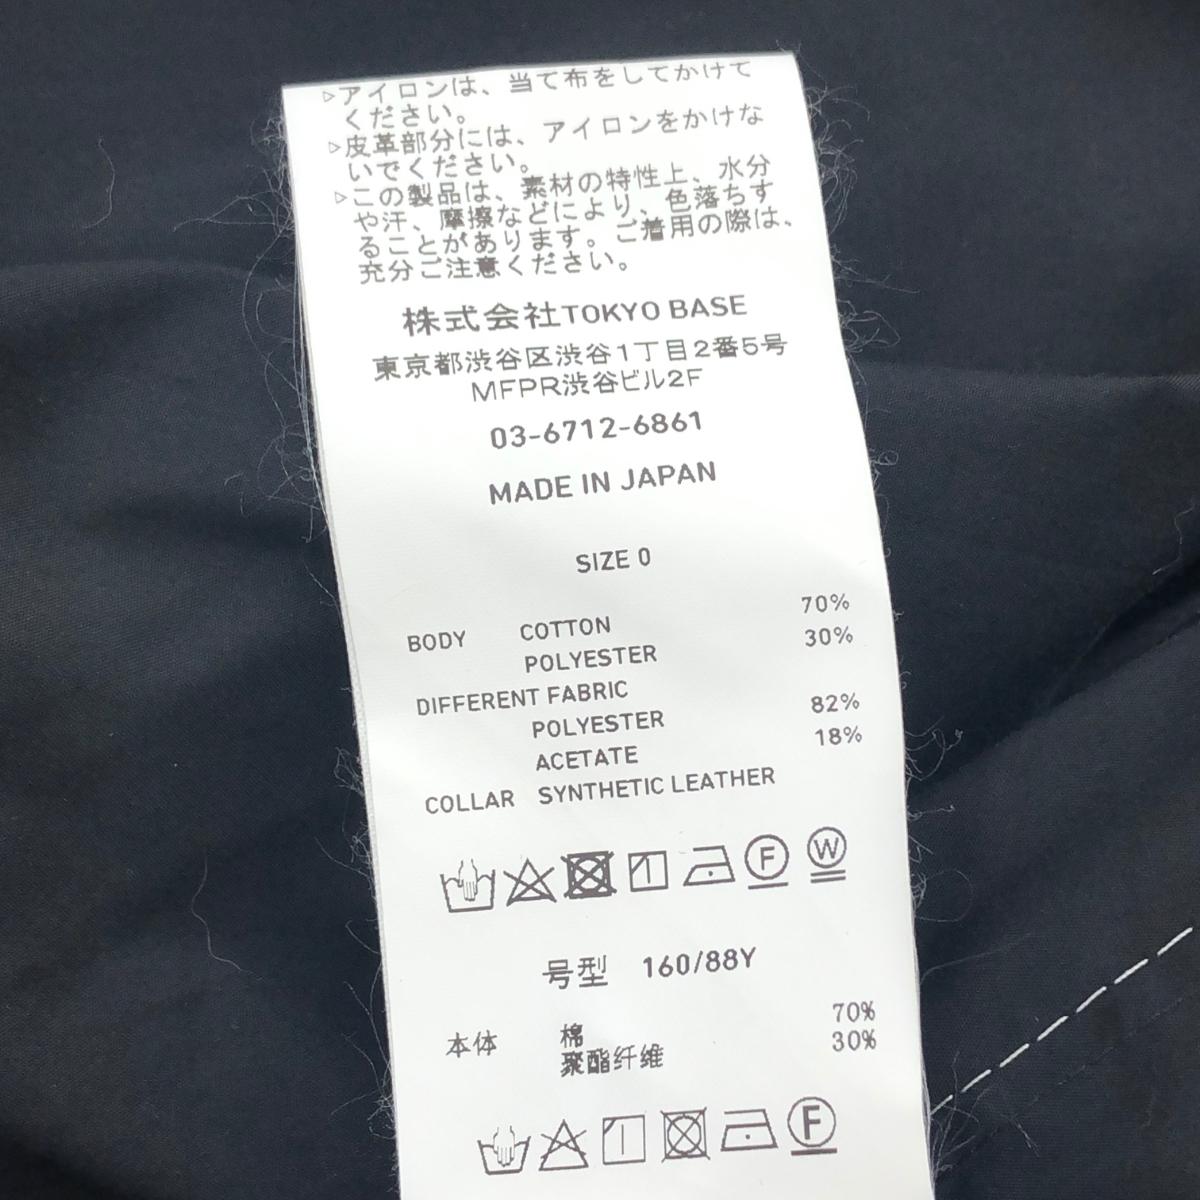 ▷アイロンは、当て布をしてかけて
ください。
▷皮革部分には、アイロンをかけな
いでください。
▷この製品は、素材の特性上、水分
や汗、摩擦などにより、色落ちす
ることがあります。ご着用の際は、
充分ご注意ください。
株式会社TOKYO BASE
東京都渋谷区渋谷1丁目2番5号
MFPR渋谷ビル2F
03-6712-6861
MADE IN JAPAN
SIZE 0
BODY COTTON 70%
POLYESTER 30%
DIFFERENT FABRIC
POLYESTER 82%
ACETATE 18%
COLLAR SYNTHETIC LEATHER
F W
号型 160/88Y
本体 棉 70%
聚酯纤维 30%
F